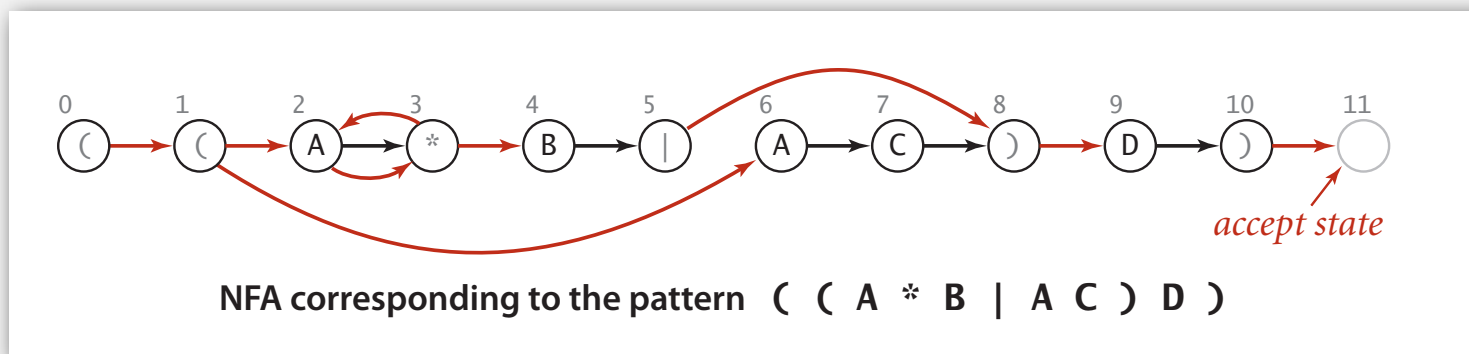 0 1 2 3 4 5 6 7 8 9 10 11
( ( A * B | A C ) D )
accept state
NFA corresponding to the pattern ( ( A * B | A C ) D )